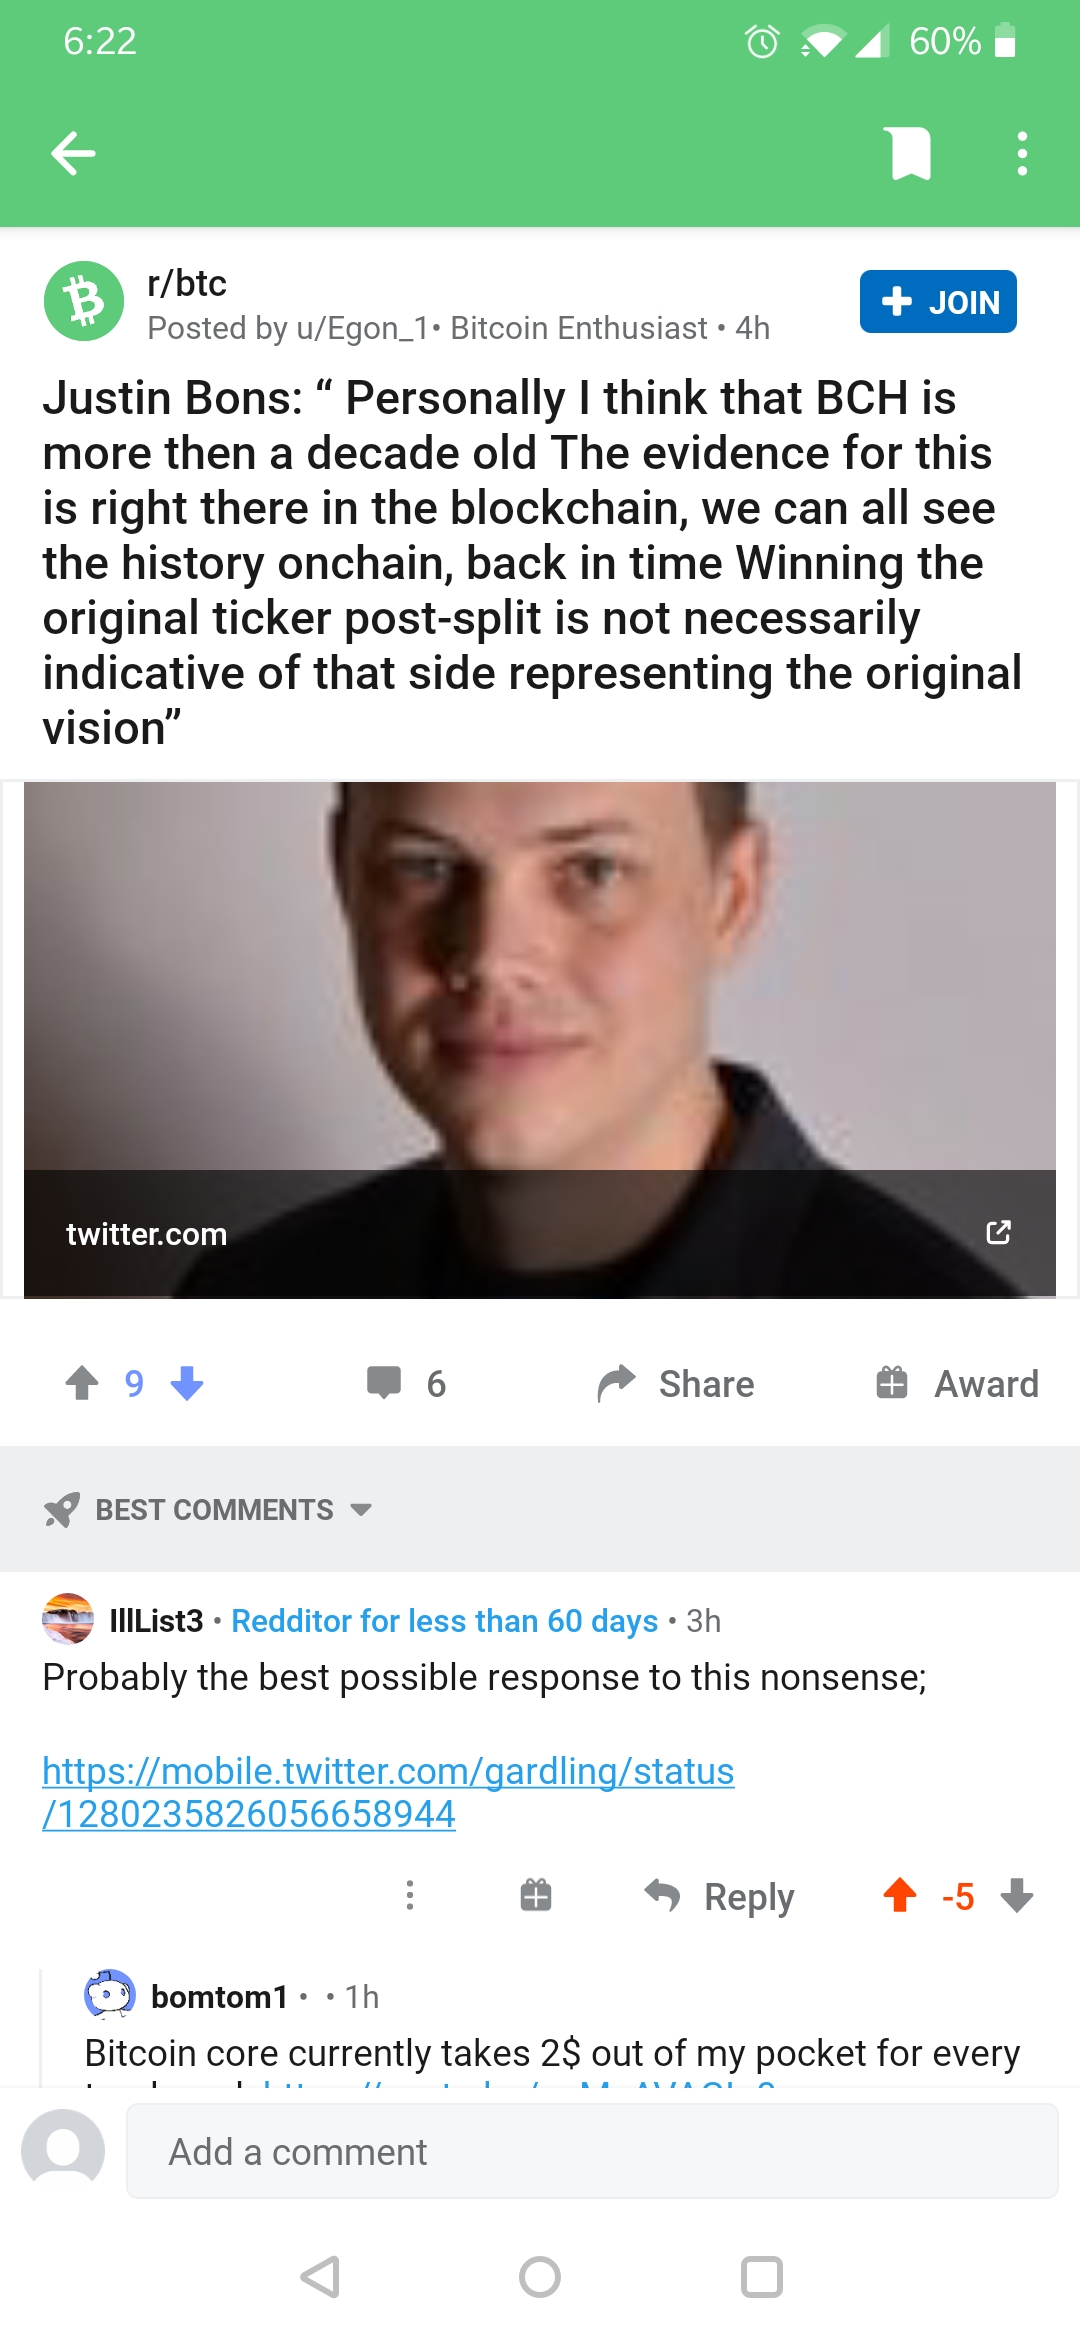 6:22
60%
r/btc
Posted by u/Egon_1• Bitcoin Enthusiast • 4h
JOIN
Justin Bons: “ Personally I think that BCH is
more then a decade old The evidence for this
is right there in the blockchain, we can all see
the history onchain, back in time Winning the
original ticker post-split is not necessarily
indicative of that side representing the original
vision”
twitter.com
9
6
Share
Award
BEST COMMENTS
IllList3 • Redditor for less than 60 days • 3h
Probably the best possible response to this nonsense;
https://mobile.twitter.com/gardling/status
/1280235826056658944
Reply
-5
bomtom1 • • 1h
Bitcoin core currently takes 2$ out of my pocket for every
Add a comment